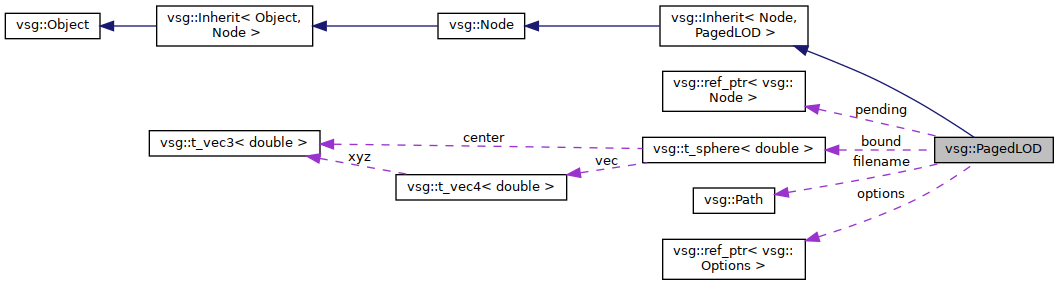 vsg::Object
vsg::Inherit< Object,
Node >
vsg::Node
vsg::Inherit< Node,
PagedLOD >
vsg::ref_ptr< vsg::
Node >
pending
vsg::t_vec3< double >
center
xyz
vsg::t_vec4< double >
vec
vsg::t_sphere< double >
bound
vsg::PagedLOD
filename
vsg::Path
options
vsg::ref_ptr< vsg::
Options >